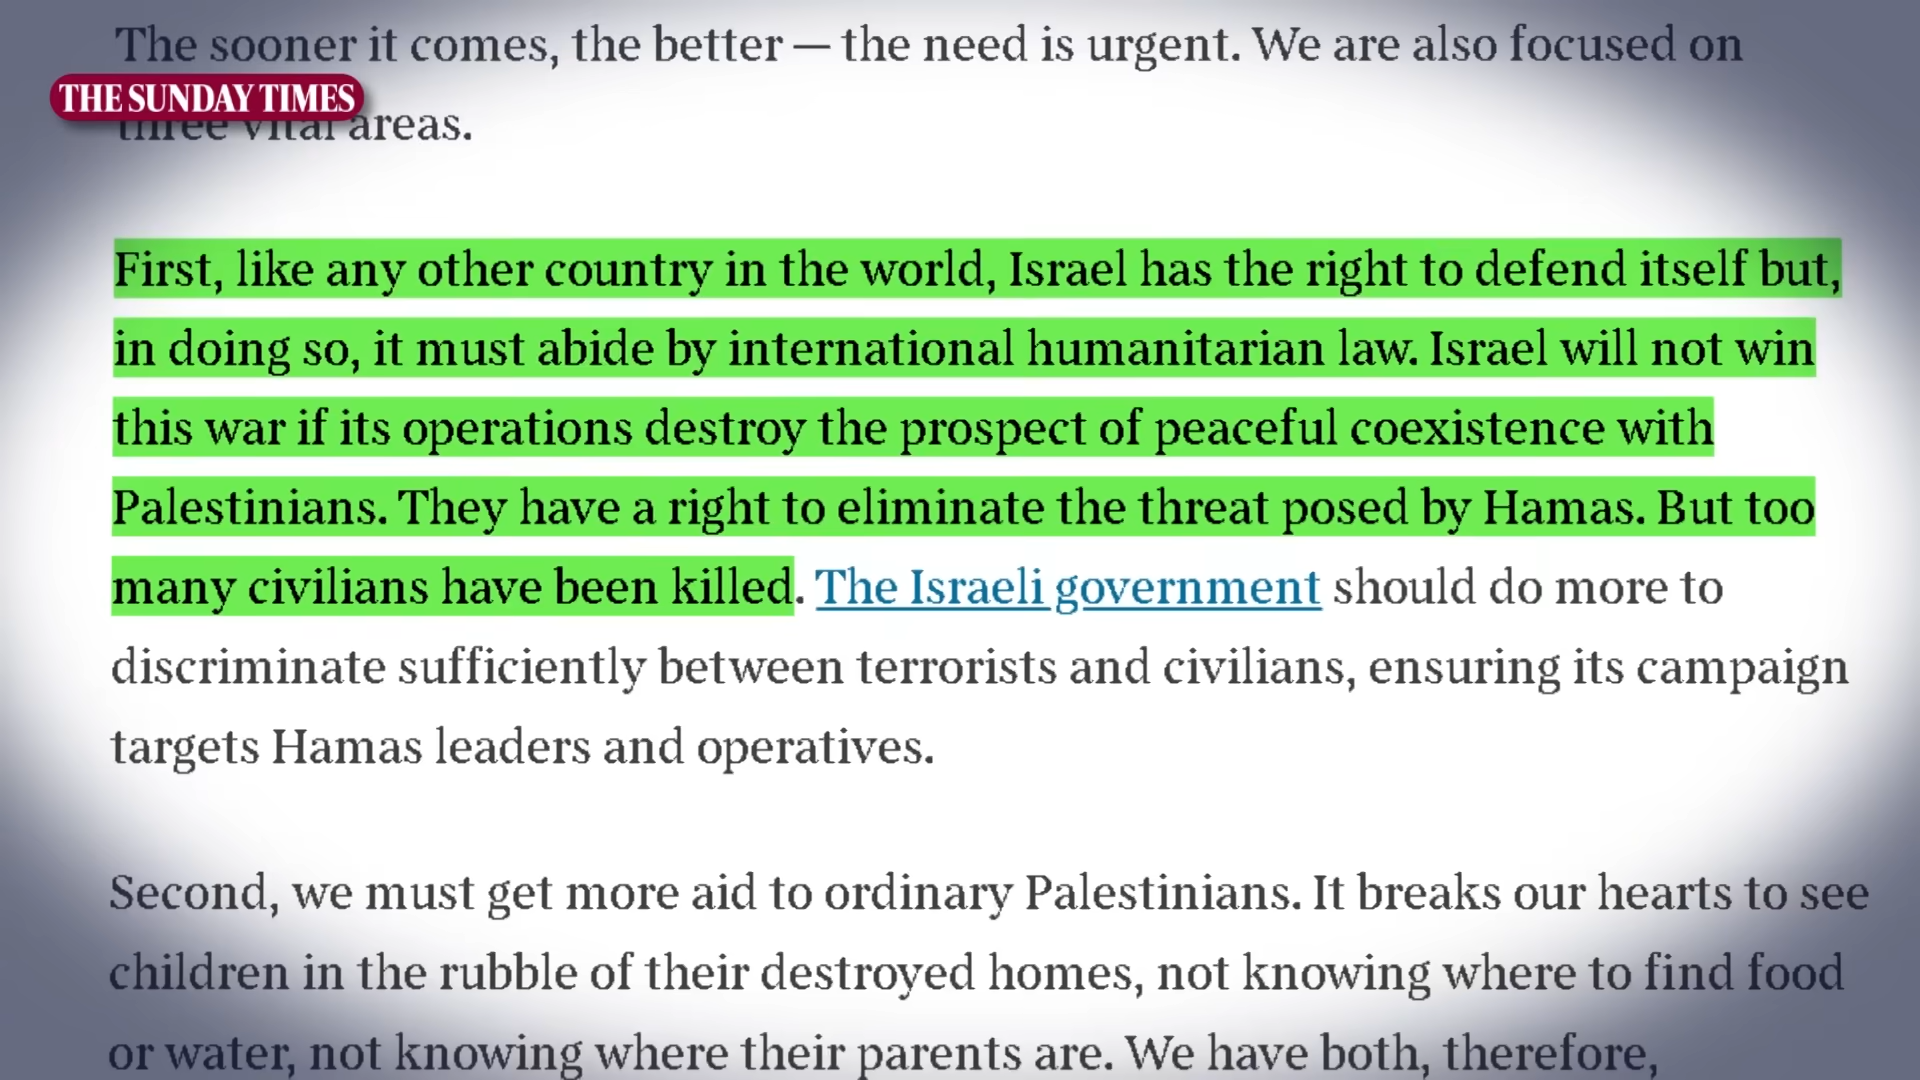 The sooner it comes, the better — the need is urgent. We are also focused on
THE SUNDAY TIMES
three vital areas.
First, like any other country in the world, Israel has the right to defend itself but,
in doing so, it must abide by international humanitarian law. Israel will not win
this war if its operations destroy the prospect of peaceful coexistence with
Palestinians. They have a right to eliminate the threat posed by Hamas. But too
many civilians have been killed. The Israeli government should do more to
discriminate sufficiently between terrorists and civilians, ensuring its campaign
targets Hamas leaders and operatives.
Second, we must get more aid to ordinary Palestinians. It breaks our hearts to see
children in the rubble of their destroyed homes, not knowing where to find food
or water, not knowing where their parents are. We have both, therefore,